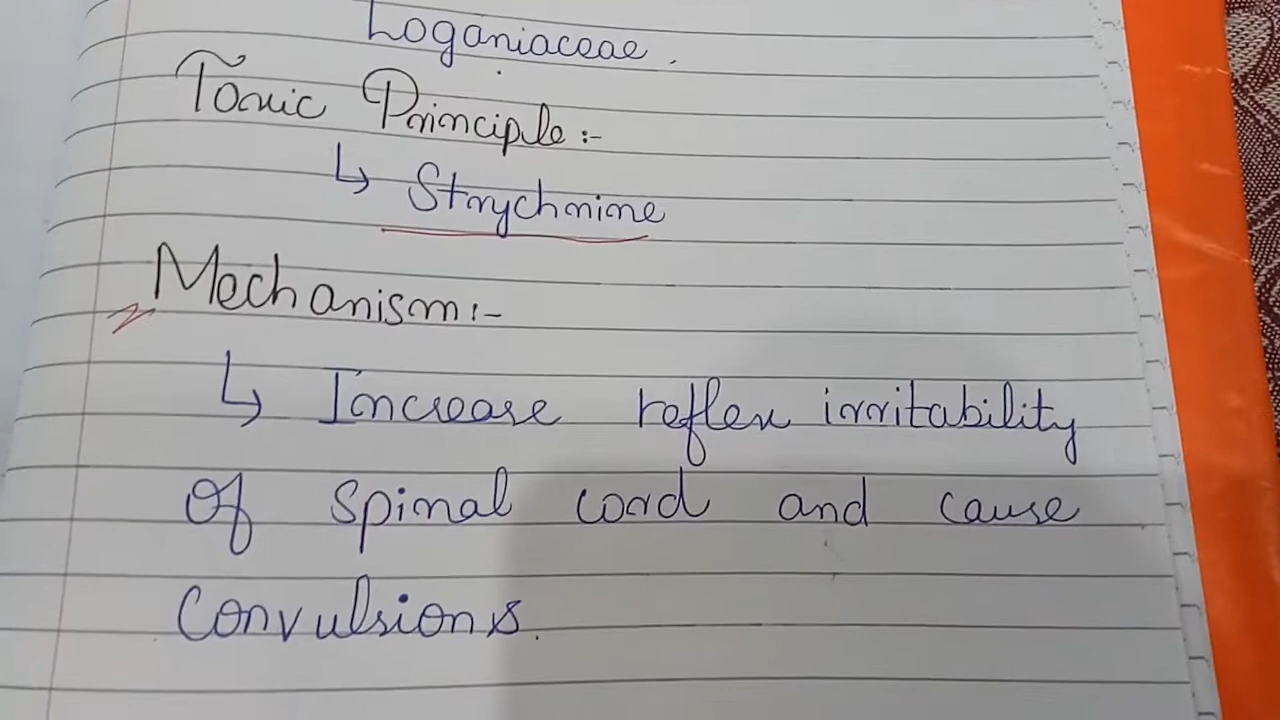 Loganiaceae.
Toxic Principle:-
↳ Strychnine
Mechanism:-
↳ Increase reflex irritability
of spinal cord and cause
Convulsions.